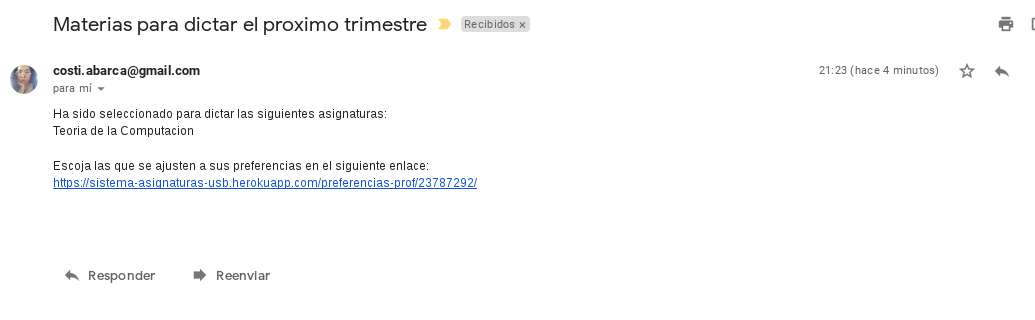 Materias para dictar el proximo trimestre
Recibidos x
costi.abarca@gmail.com
21:23 (hace 4 minutos)
para mí
Ha sido seleccionado para dictar las siguientes asignaturas:
Teoria de la Computacion
Escoja las que se ajusten a sus preferencias en el siguiente enlace:
https://sistema-asignaturas-usb.herokuapp.com/preferencias-prof/23787292/
Responder
Reenviar